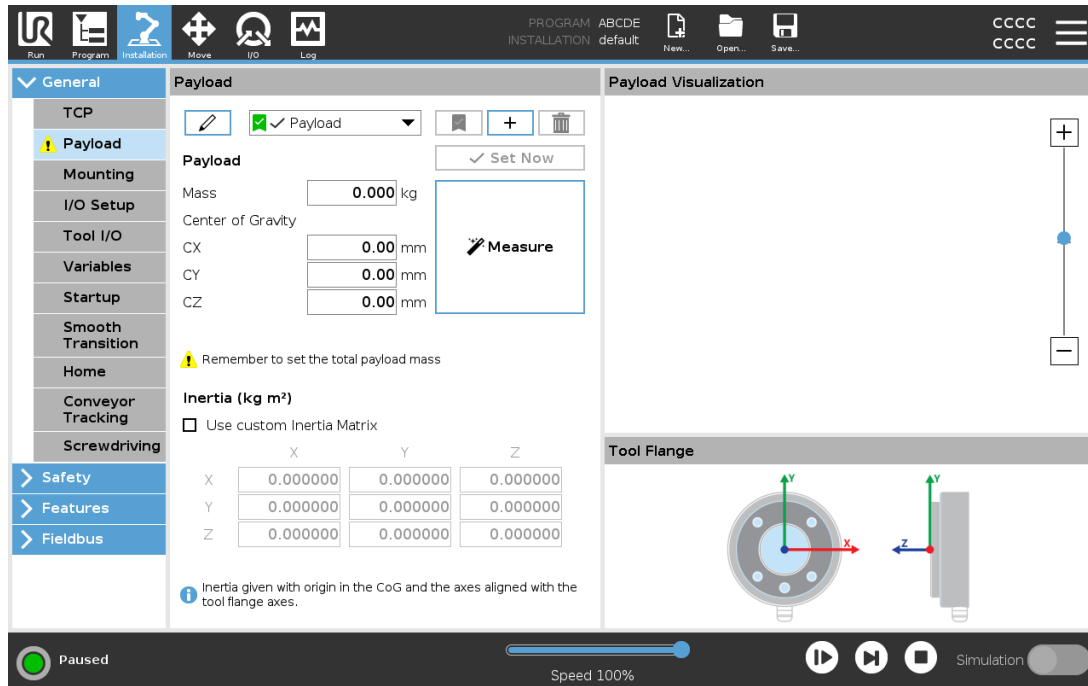 PROGRAM ABCDE
INSTALLATION default
CCCC
CCCC
Run Program Installation Move I/O Log
New... Open... Save...
General
TCP
Payload
Mounting
I/O Setup
Tool I/O
Variables
Startup
Smooth
Transition
Home
Conveyor
Tracking
Screwdriving
Safety
Features
Fieldbus
Payload
Payload
Payload
Set Now
Mass 0.000 kg
Center of Gravity
CX 0.00 mm
CY 0.00 mm
CZ 0.00 mm
Measure
Remember to set the total payload mass
Inertia (kg m²)
Use custom Inertia Matrix
X Y Z
X 0.000000 0.000000 0.000000
Y 0.000000 0.000000 0.000000
Z 0.000000 0.000000 0.000000
Inertia given with origin in the CoG and the axes aligned with the
tool flange axes.
Payload Visualization
Tool Flange
Y
X
Y
Z
Paused
Speed 100%
Simulation